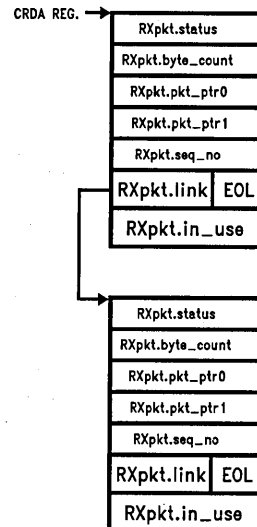 CRDA REG.
RXpkt.status
RXpkt.byte_count
RXpkt.pkt_ptr0
RXpkt.pkt_ptr1
RXpkt.seq_no
RXpkt.link EOL
RXpkt.in_use
RXpkt.status
RXpkt.byte_count
RXpkt.pkt_ptr0
RXpkt.pkt_ptr1
RXpkt.seq_no
RXpkt.link EOL
RXpkt.in_use